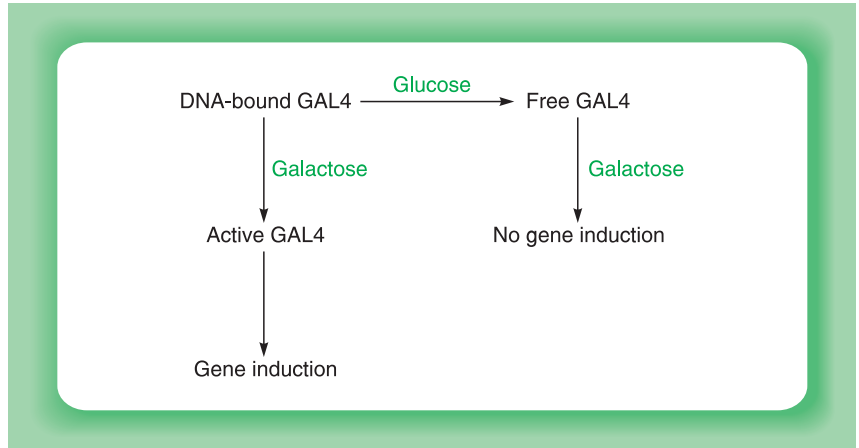 Glucose
DNA-bound GAL4
Free GAL4
Galactose
Galactose
Active GAL4
No gene induction
Gene induction